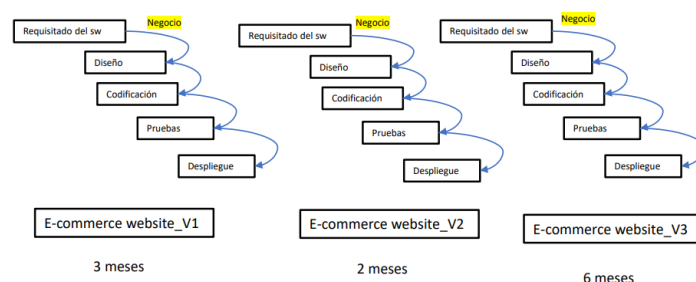 Negocio
Requisitado del sw
Diseño
Codificación
Pruebas
Despliegue
E-commerce website_V1
3 meses
Negocio
Requisitado del sw
Diseño
Codificación
Pruebas
Despliegue
E-commerce website_V2
2 meses
Negocio
Requisitado del sw
Diseño
Codificación
Pruebas
Despliegue
E-commerce website_V3
6 meses